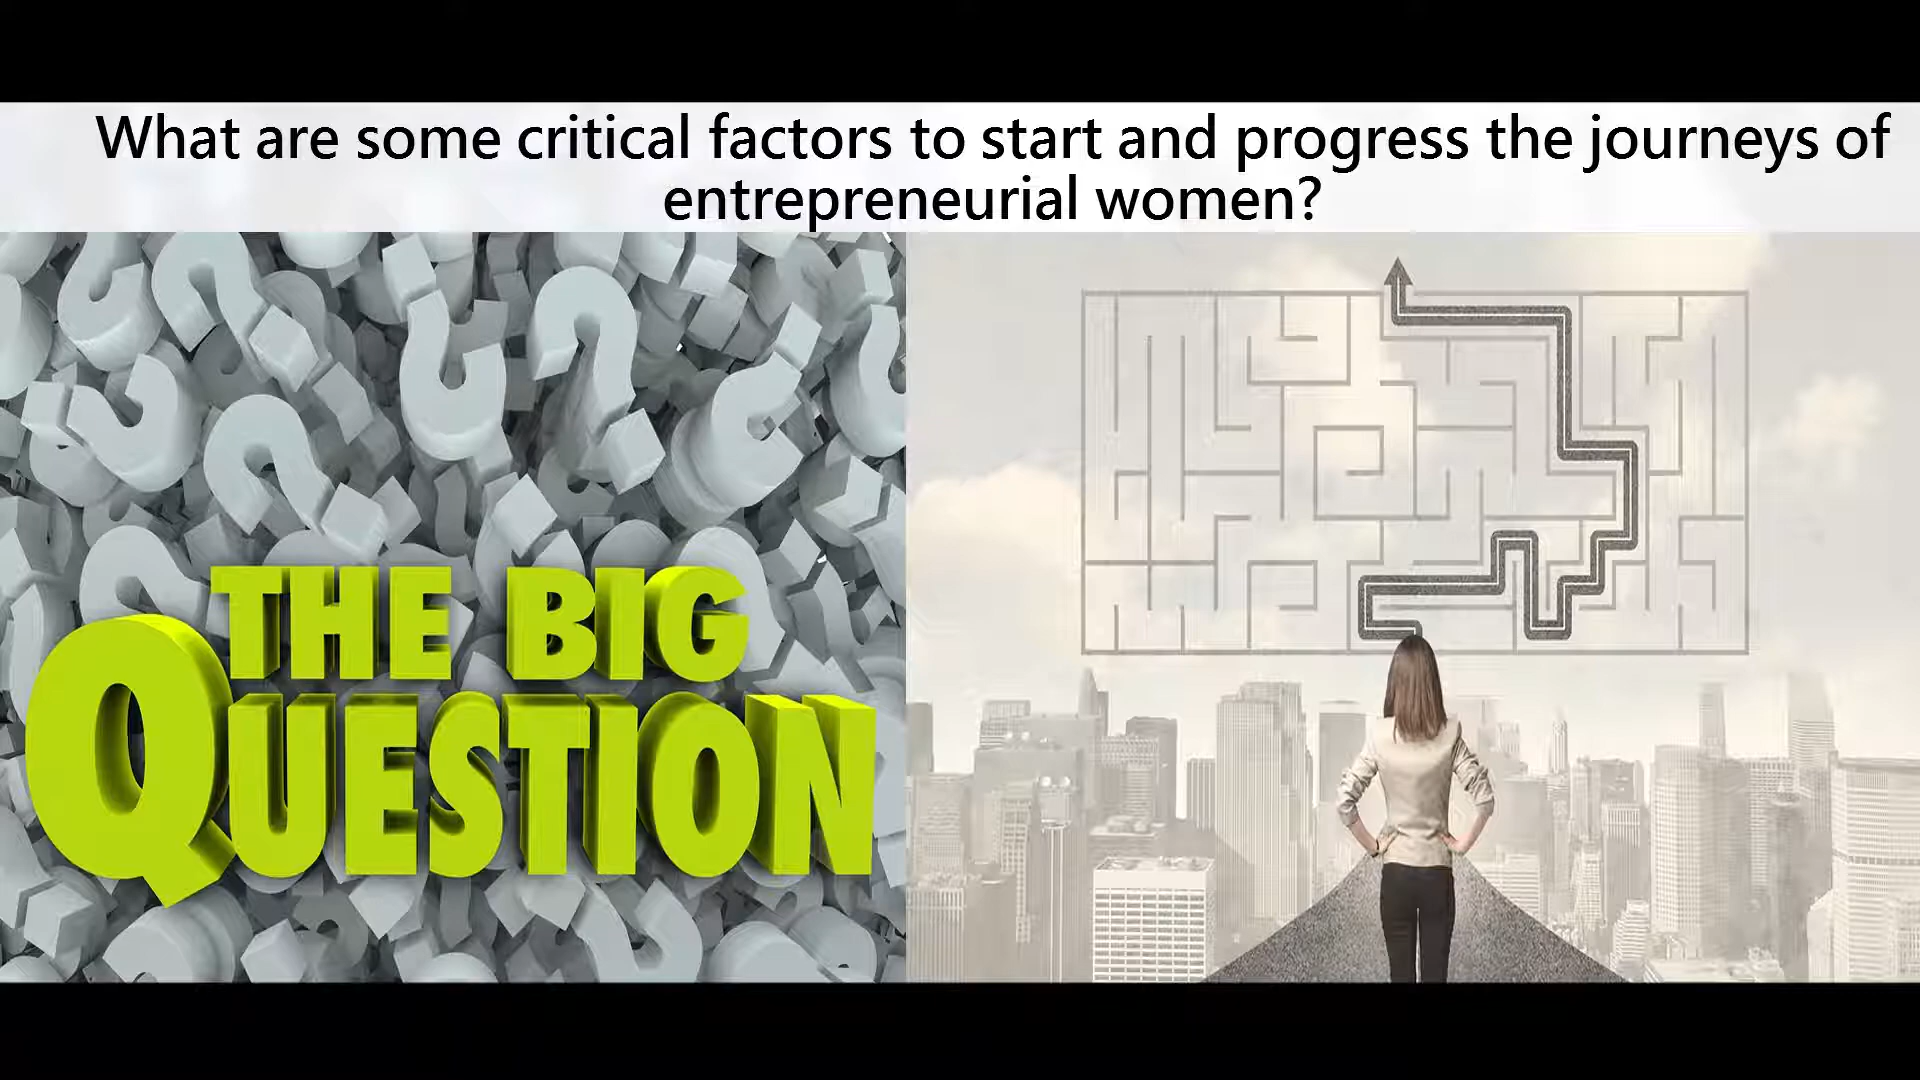 What are some critical factors to start and progress the journeys of
entrepreneurial women?
THE BIG
QUESTION